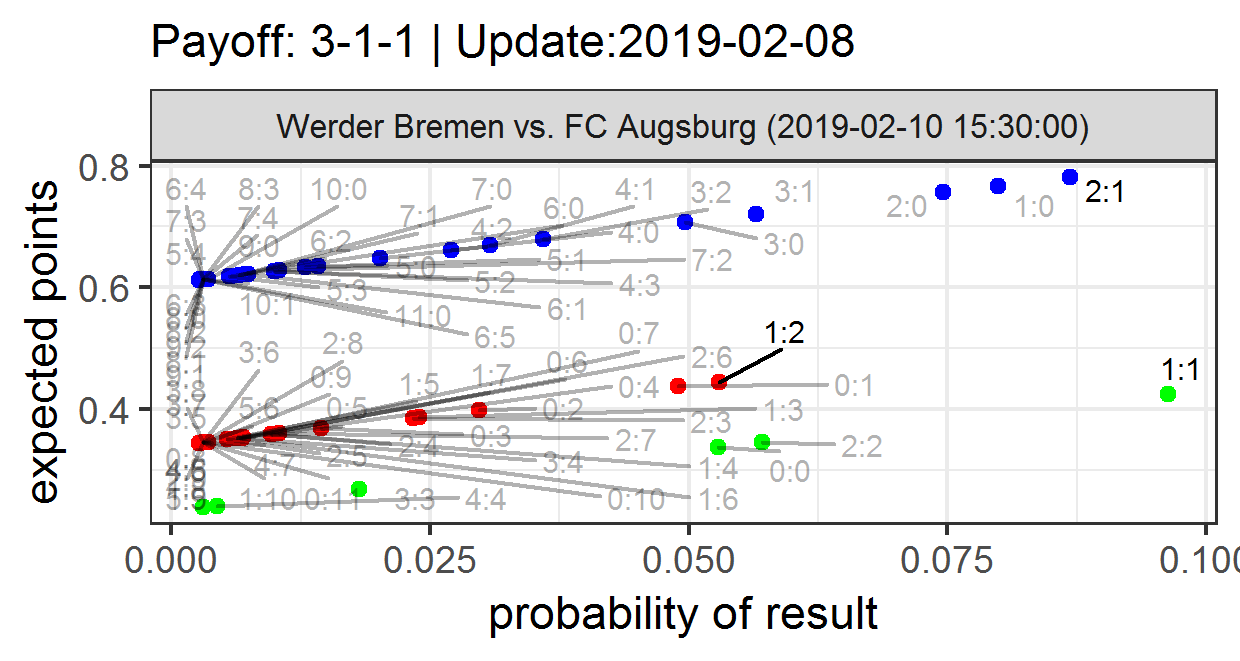 Payoff: 3-1-1 | Update:2019-02-08
Werder Bremen vs. FC Augsburg (2019-02-10 15:30:00)
expected points
0.8
0.6
0.4
6:4 8:3 10:0 7:0 4:1 3:2 3:1
7:3 7:4 7:1 4:2 6:0 2:0 1:0 2:1
5:4 9:0 6:2 4:0 3:0
5:0 5:1 7:2
5:3 5:2 4:3
10:1 11:0 6:1
6:5
0:7 1:2
3:6 2:8 0:6 2:6
0:9 1:5 1:7 0:4 0:1 1:1
5:6 0:5 0:2 1:3
0:3 2:3
2:4 2:7 2:2
4:7 2:5 3:4 1:4 0:0
1:10 0:11 3:3 4:4 0:10 1:6
0.000 0.025 0.050 0.075 0.100
probability of result